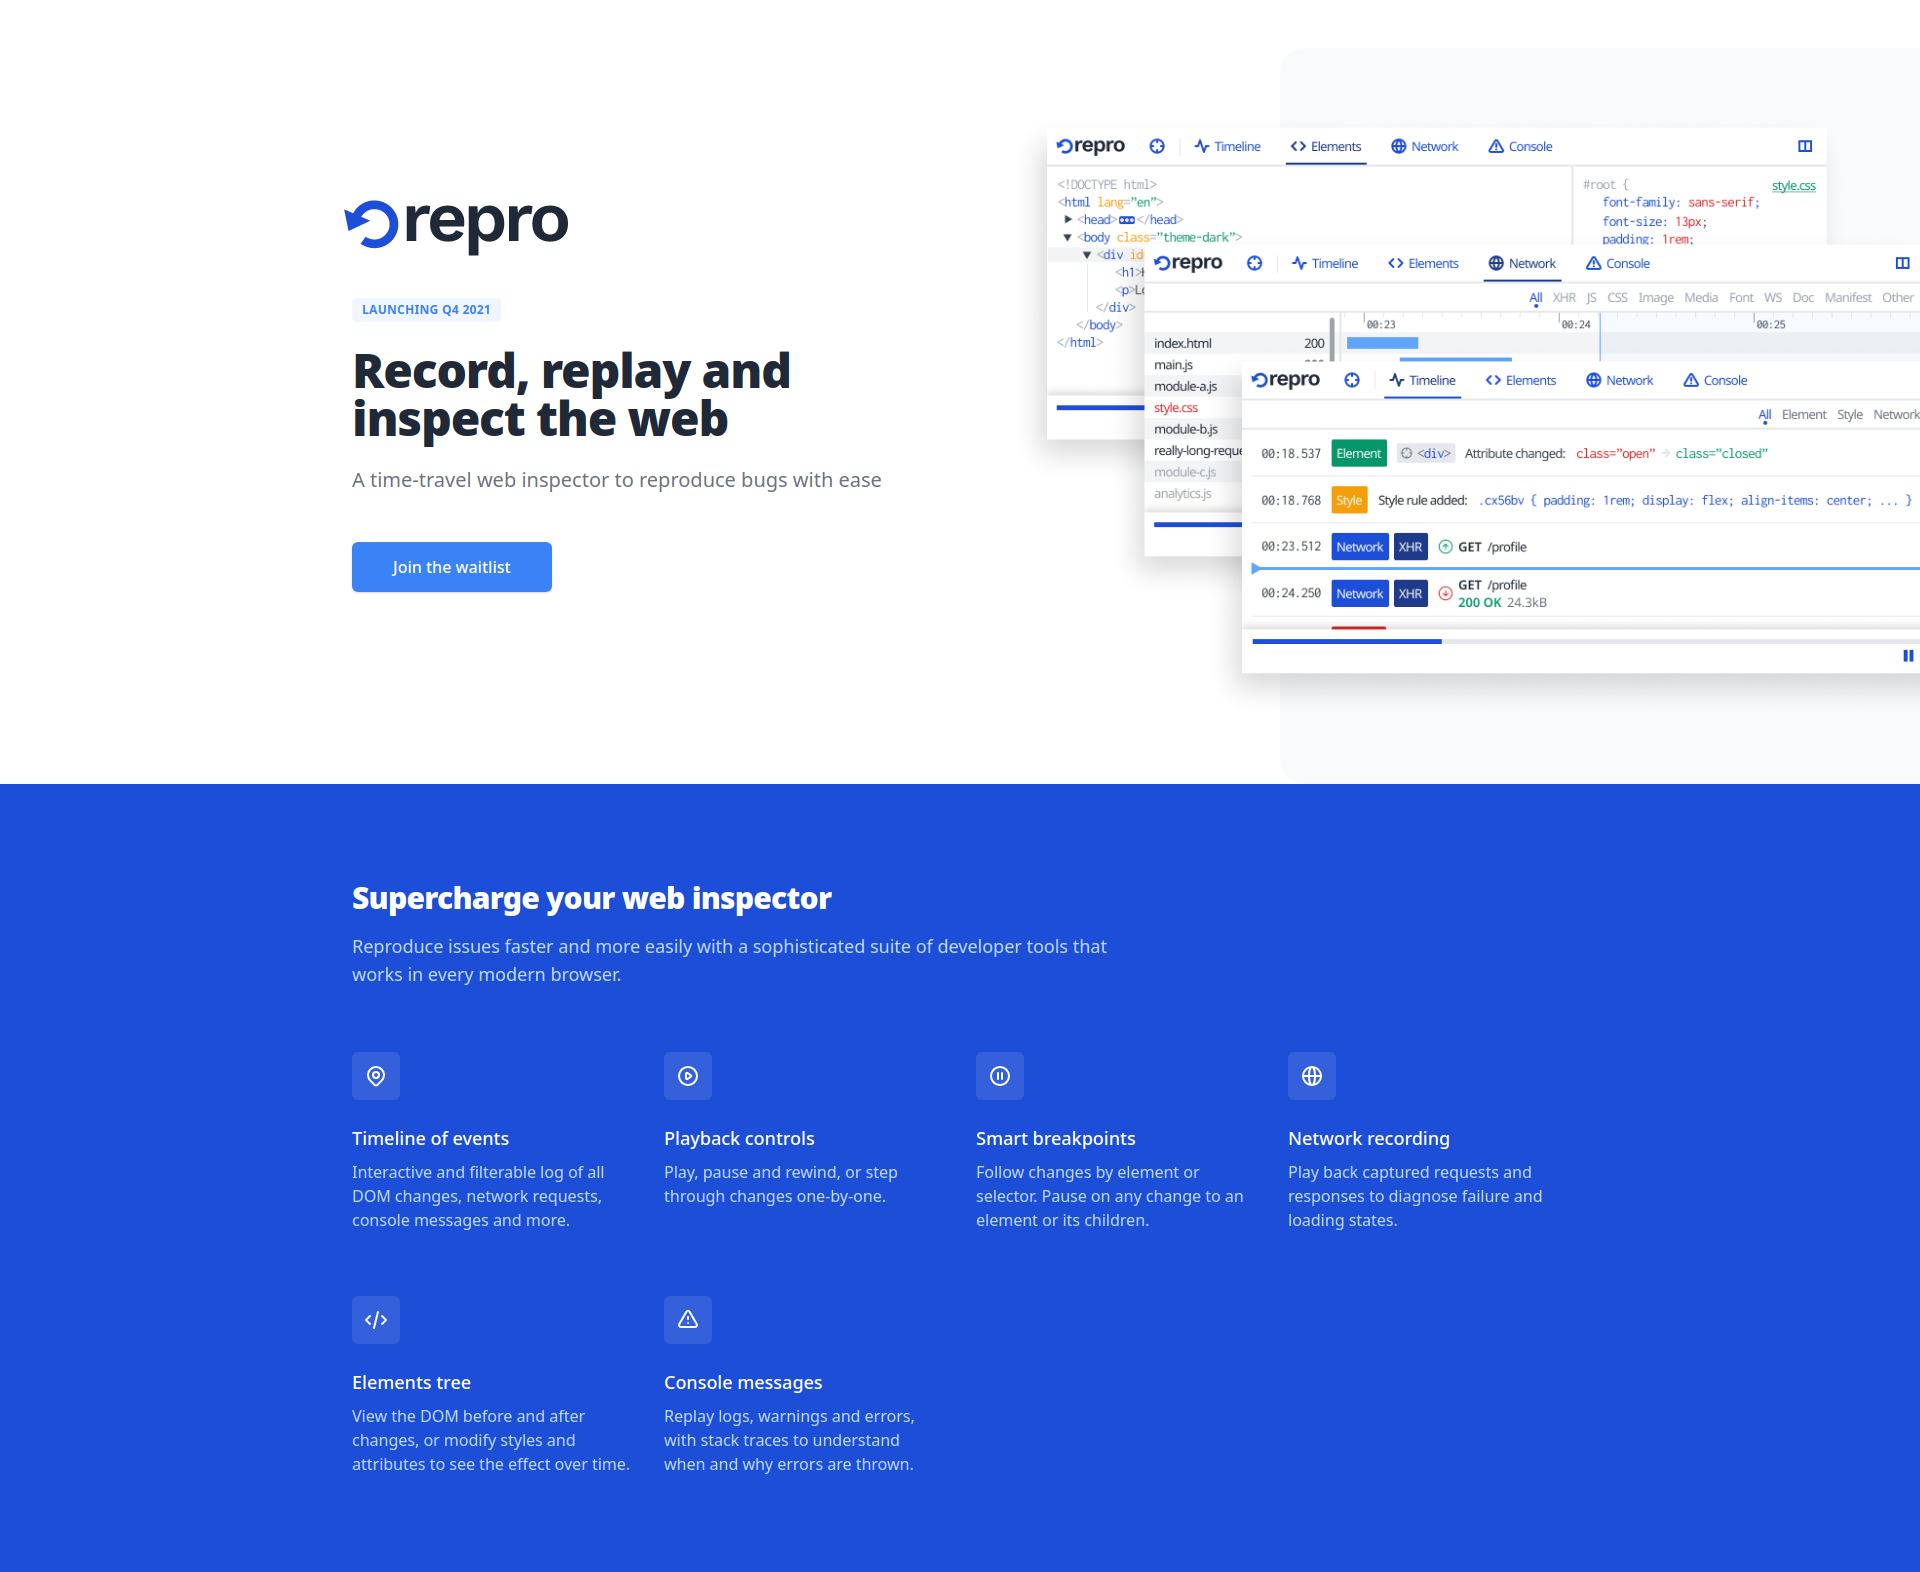 repro
LAUNCHING Q4 2021
Record, replay and
inspect the web
A time-travel web inspector to reproduce bugs with ease
Join the waitlist
repro Timeline Elements Network Console
<!DOCTYPE html>
<html lang="en">
<head> </head>
<body class="theme-dark">
<div id
<h1>
<p>Lo
</div>
</body>
</html>
#root { style.css
font-family: sans-serif;
font-size: 13px;
padding: 1rem;
repro Timeline Elements Network Console
All XHR JS CSS Image Media Font WS Doc Manifest Other
00:23 00:24 00:25
index.html 200
main.js
module-a.js
style.css
module-b.js
really-long-reque
module-c.js
analytics.js
repro Timeline Elements Network Console
All Element Style Network
00:18.537 Element <div> Attribute changed: class="open" → class="closed"
00:18.768 Style Style rule added: .cx56bv { padding: 1rem; display: flex; align-items: center; ... }
00:23.512 Network XHR GET /profile
00:24.250 Network XHR GET /profile
200 OK 24.3kB
Supercharge your web inspector
Reproduce issues faster and more easily with a sophisticated suite of developer tools that
works in every modern browser.
Timeline of events
Interactive and filterable log of all
DOM changes, network requests,
console messages and more.
Playback controls
Play, pause and rewind, or step
through changes one-by-one.
Smart breakpoints
Follow changes by element or
selector. Pause on any change to an
element or its children.
Network recording
Play back captured requests and
responses to diagnose failure and
loading states.
Elements tree
View the DOM before and after
changes, or modify styles and
attributes to see the effect over time.
Console messages
Replay logs, warnings and errors,
with stack traces to understand
when and why errors are thrown.